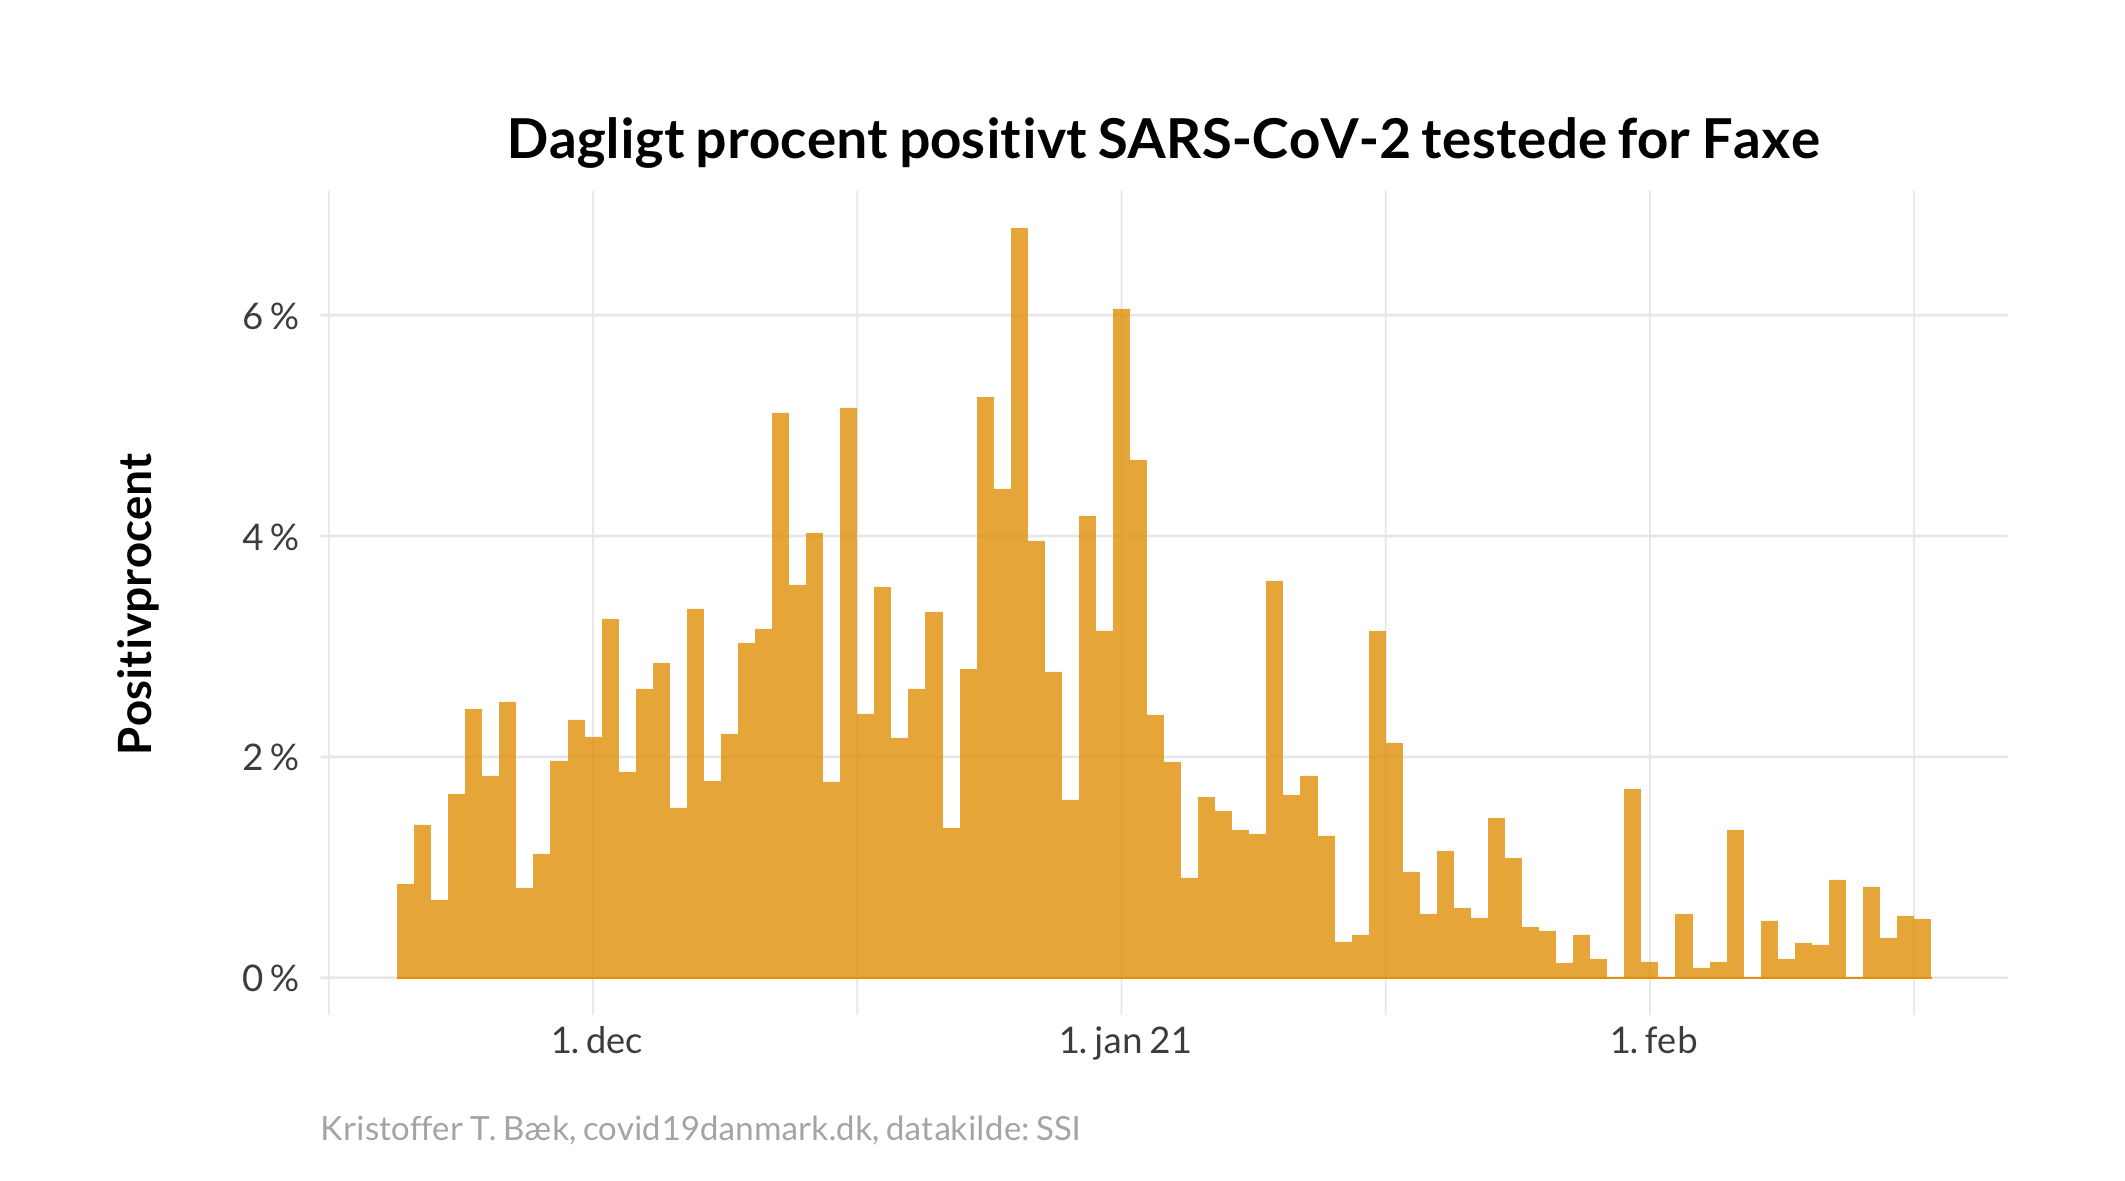 Dagligt procent positivt SARS-CoV-2 testede for Faxe
Positivprocent
6 %
4 %
2 %
0 %
1. dec
1. jan 21
1. feb
Kristoffer T. Bæk, covid19danmark.dk, datakilde: SSI